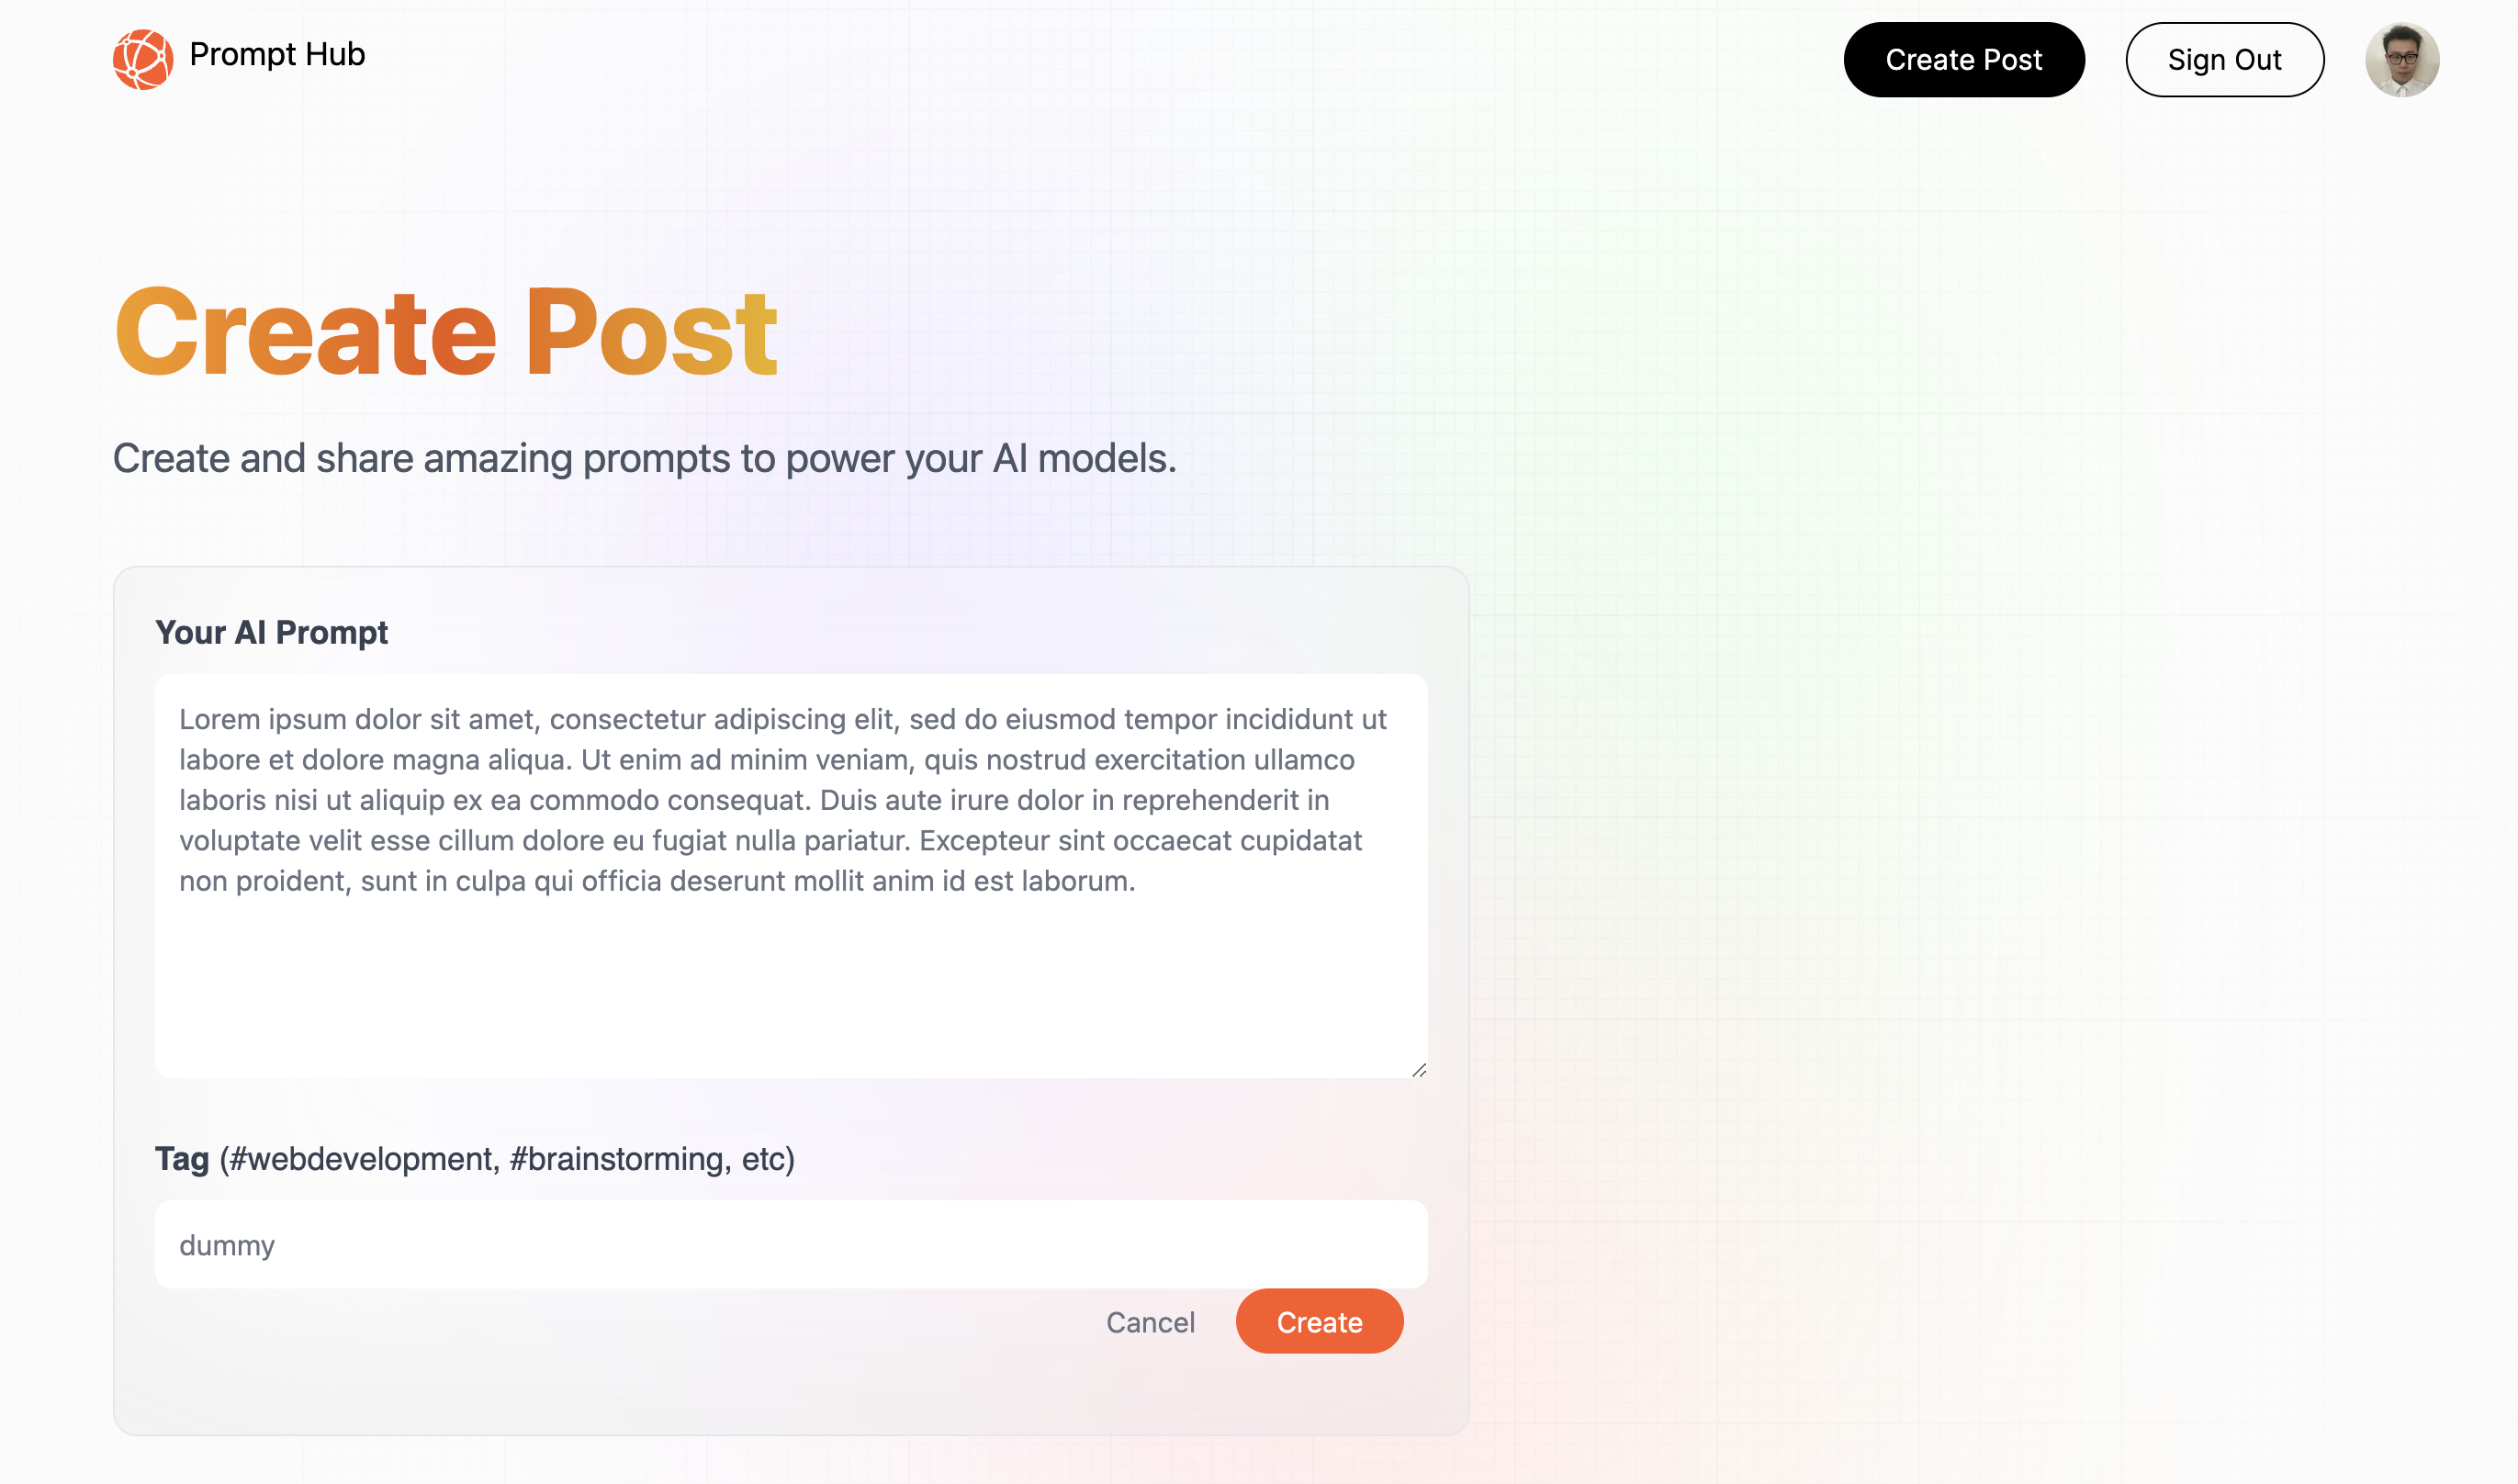 Prompt Hub
Create Post
Sign Out
Create Post
Create and share amazing prompts to power your AI models.
Your AI Prompt
Lorem ipsum dolor sit amet, consectetur adipiscing elit, sed do eiusmod tempor incididunt ut
labore et dolore magna aliqua. Ut enim ad minim veniam, quis nostrud exercitation ullamco
laboris nisi ut aliquip ex ea commodo consequat. Duis aute irure dolor in reprehenderit in
voluptate velit esse cillum dolore eu fugiat nulla pariatur. Excepteur sint occaecat cupidatat
non proident, sunt in culpa qui officia deserunt mollit anim id est laborum.
Tag (#webdevelopment, #brainstorming, etc)
dummy
Cancel
Create